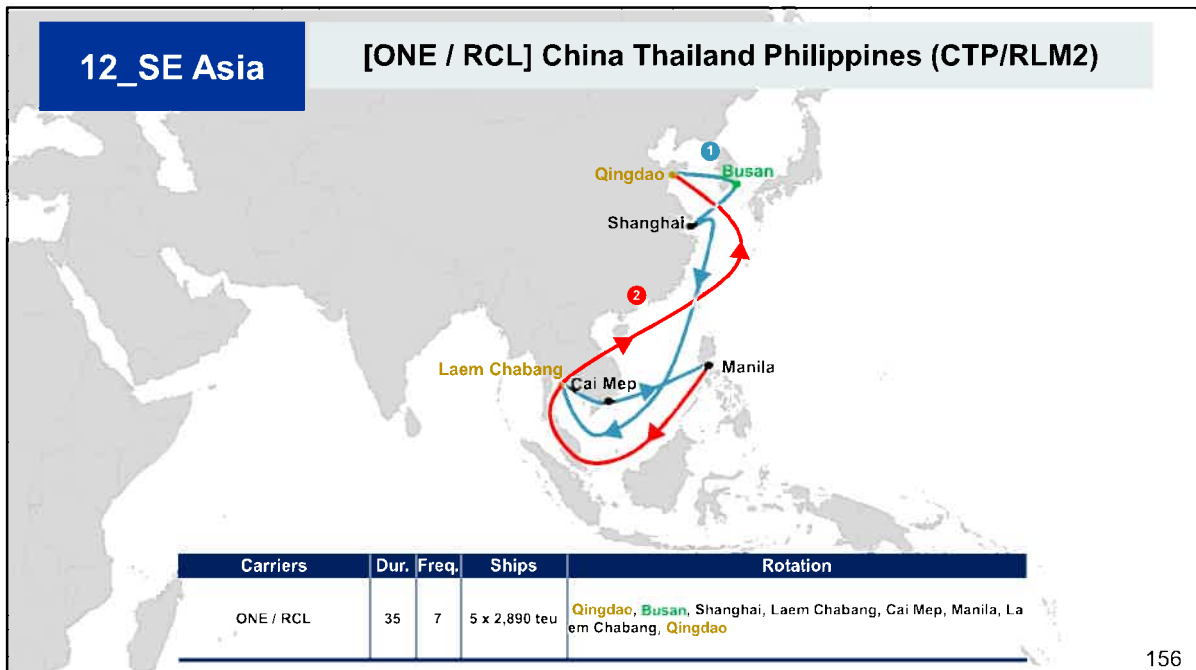 12_SE Asia
[ONE / RCL] China Thailand Philippines (CTP/RLM2)
1
Qingdao
Busan
Shanghai
2
Laem Chabang
Cai Mep
Manila
Carriers Dur. Freq. Ships Rotation
ONE / RCL 35 7 5 x 2,890 teu Qingdao, Busan, Shanghai, Laem Chabang, Cai Mep, Manila, La
em Chabang, Qingdao
156